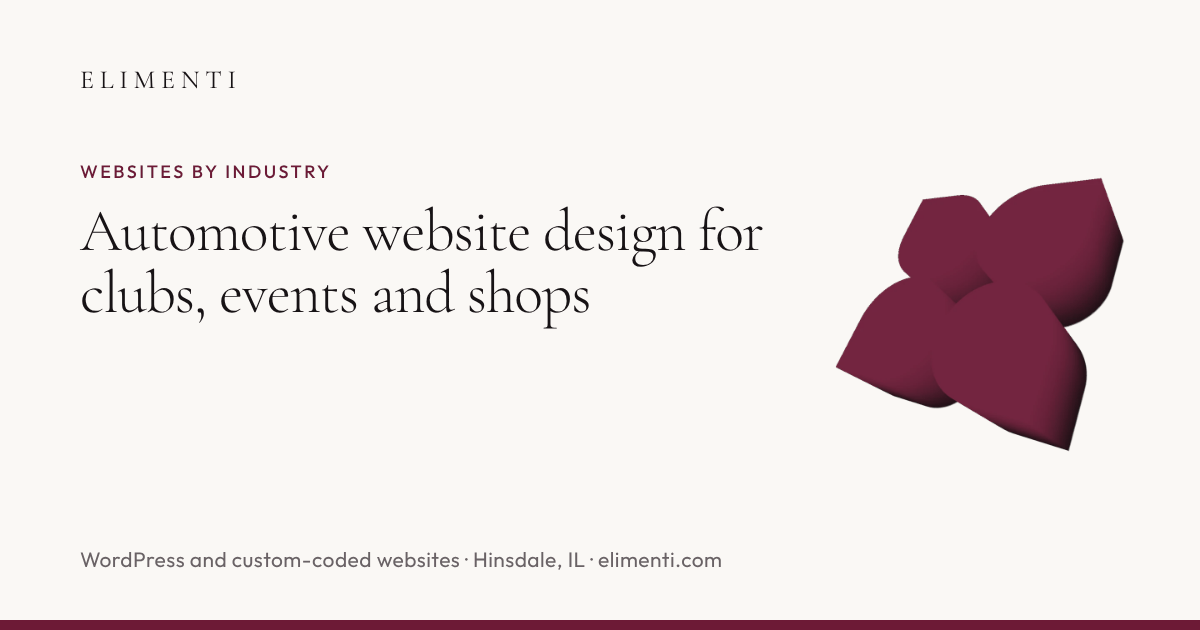 ELIMENTI
WEBSITES BY INDUSTRY
Automotive website design for
clubs, events and shops
WordPress and custom-coded websites · Hinsdale, IL · elimenti.com